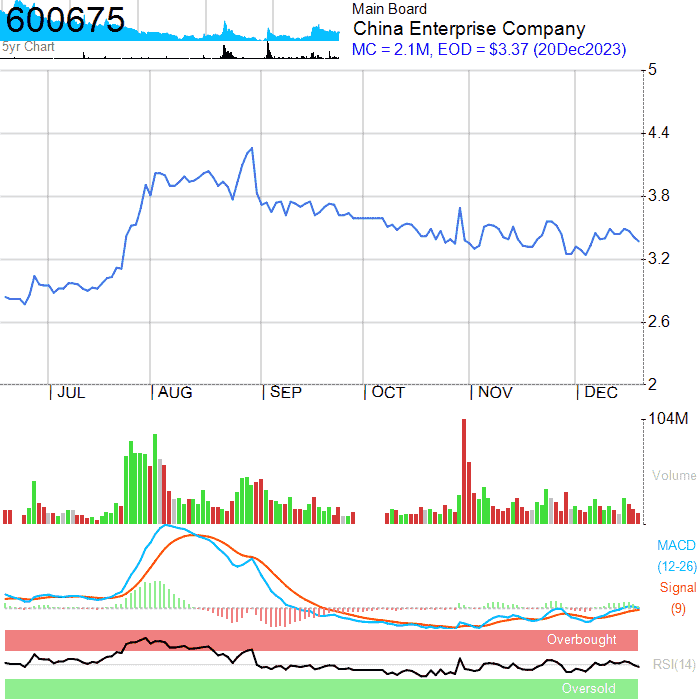 600675
5yr Chart
Main Board
China Enterprise Company
MC = 2.1M, EOD = $3.37 (20Dec2023)
5
4.4
3.8
3.2
2.6
2
| JUL | AUG | SEP | OCT | NOV | DEC
104M
Volume
MACD
(12-26)
Signal
(9)
Overbought
RSI(14)
Oversold